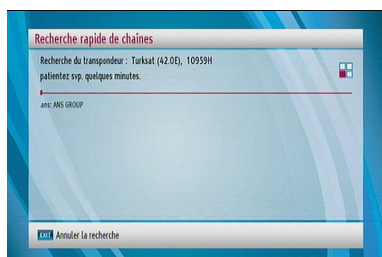 Recherche rapide de chaînes
Recherche du transpondeur : Turksat (42.0E), 10959H
patientez svp. quelques minutes.
ans: ANS GROUP
EXIT Annuler la recherche